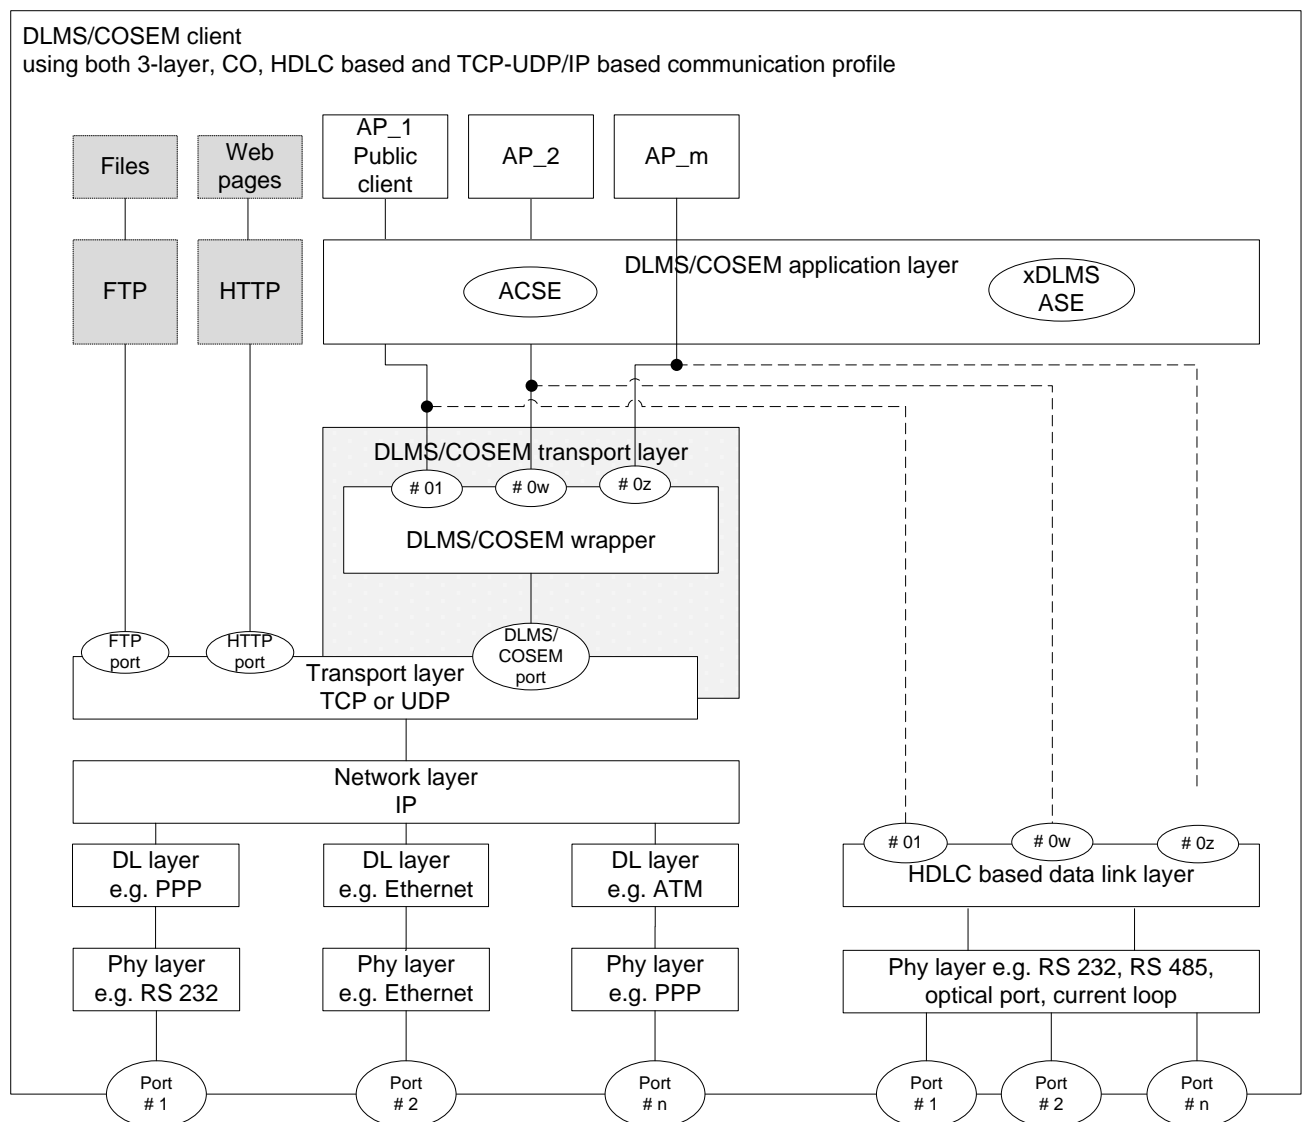 DLMS/COSEM client
using both 3-layer, CO, HDLC based and TCP-UDP/IP based communication profile
Files
Web
pages
AP_1
Public
client
AP_2
AP_m
FTP
HTTP
DLMS/COSEM application layer
ACSE
xDLMS
ASE
DLMS/COSEM transport layer
# 01
# 0w
# 0z
DLMS/COSEM wrapper
FTP
port
HTTP
port
DLMS/
COSEM
port
Transport layer
TCP or UDP
Network layer
IP
DL layer
e.g. PPP
DL layer
e.g. Ethernet
DL layer
e.g. ATM
# 01
# 0w
# 0z
HDLC based data link layer
Phy layer
e.g. RS 232
Phy layer
e.g. Ethernet
Phy layer
e.g. PPP
Phy layer e.g. RS 232, RS 485,
optical port, current loop
Port
# 1
Port
# 2
Port
# n
Port
# 1
Port
# 2
Port
# n